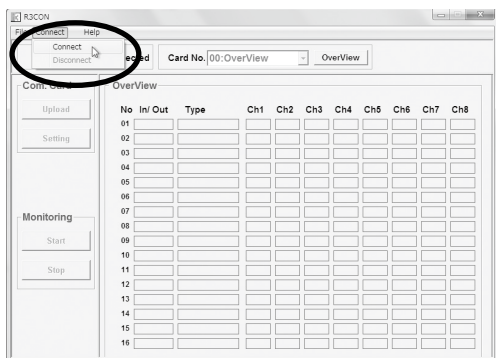 R3CON
File Connect Help
Connect
Disconnect
Card No. 00:OverView OverView
Com. Card
Upload
Setting
Monitoring
Start
Stop
OverView
No In/ Out Type Ch1 Ch2 Ch3 Ch4 Ch5 Ch6 Ch7 Ch8
01
02
03
04
05
06
07
08
09
10
11
12
13
14
15
16